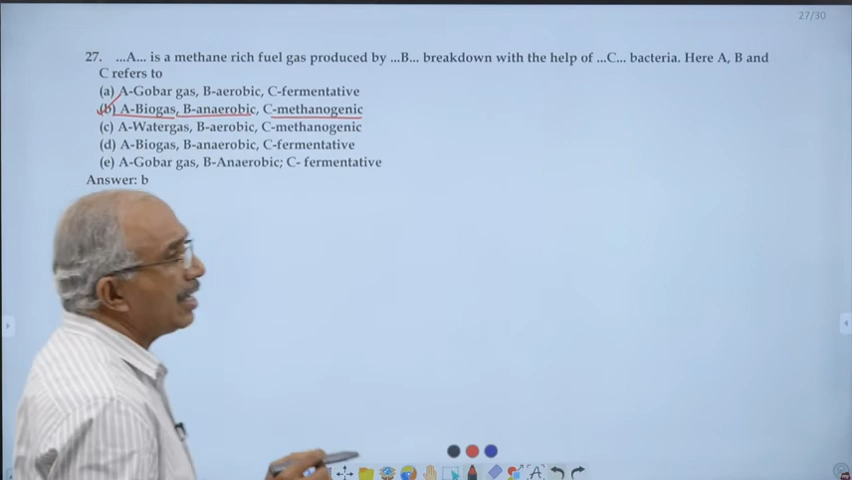 27/30
27. ...A... is a methane rich fuel gas produced by ...B... breakdown with the help of ...C... bacteria. Here A, B and
C refers to
(a) A-Gobar gas, B-aerobic, C-fermentative
(b) A-Biogas, B-anaerobic, C-methanogenic
(c) A-Watergas, B-aerobic, C-methanogenic
(d) A-Biogas, B-anaerobic, C-fermentative
(e) A-Gobar gas, B-Anaerobic; C- fermentative
Answer: b